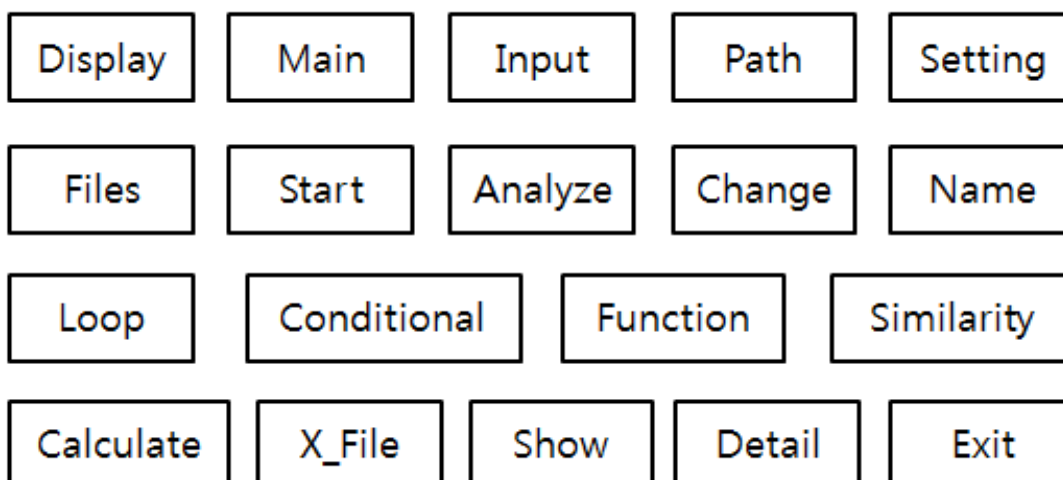 Display Main Input Path Setting
Files Start Analyze Change Name
Loop Conditional Function Similarity
Calculate X_File Show Detail Exit